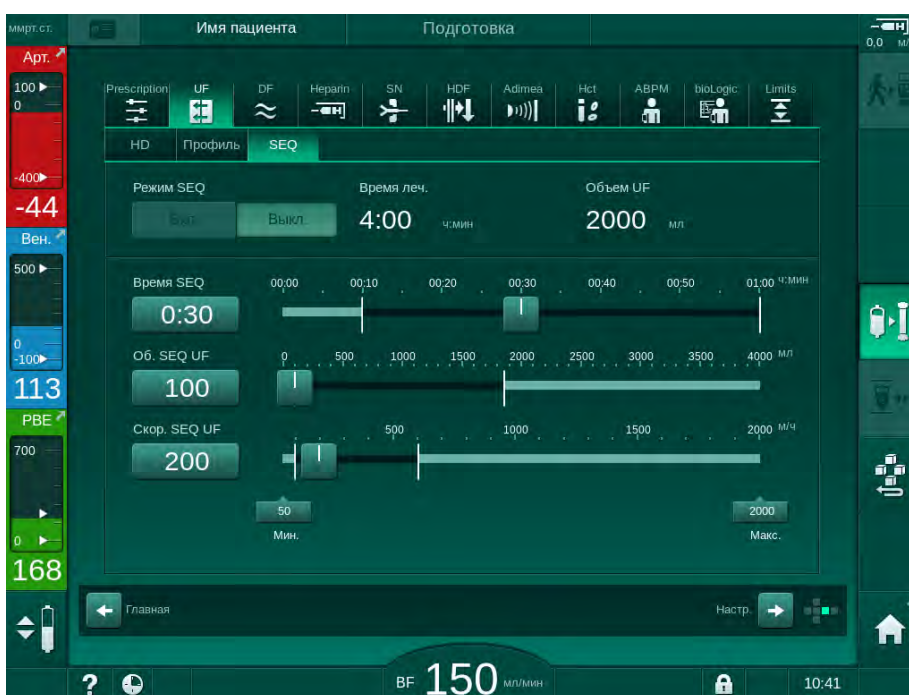 ммрт.ст. Имя пациента Подготовка
0,0 м/
Арт.
100
0
-400
-44
Вен.
500
0
-100
113
PBE
700
0
168
Prescription UF DF Heparin SN HDF Adimea Hct ABPM bioLogic Limits
HD Профиль SEQ
Режим SEQ Время леч. Объем UF
Вкл. Выкл. 4:00 ч:мин 2000 мл
Время SEQ 00:00 00:10 00:20 00:30 00:40 00:50 01:00 ч:мин
0:30
Об. SEQ UF 0 500 1000 1500 2000 2500 3000 3500 4000 мл
100
Скор. SEQ UF 500 1000 1500 2000 м/ч
200
50 2000
Мин. Макс.
Главная Настр.
? BF 150 мл/мин 10:41